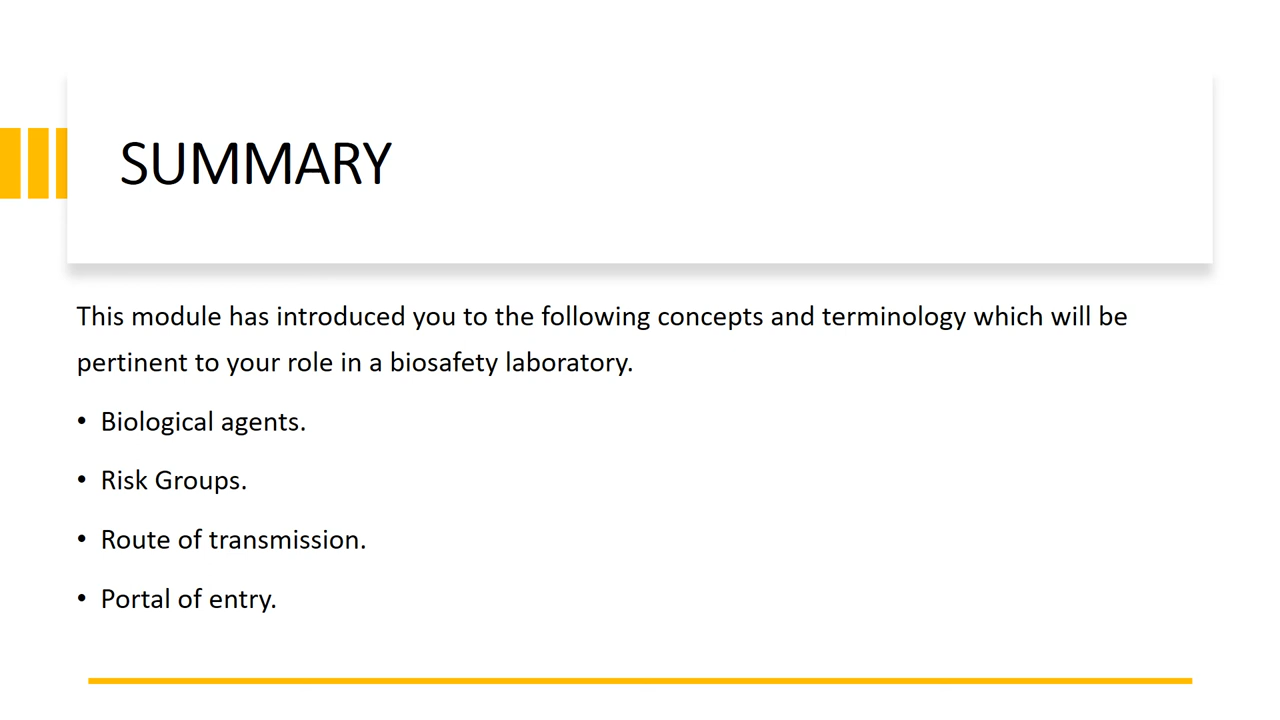 SUMMARY
This module has introduced you to the following concepts and terminology which will be
pertinent to your role in a biosafety laboratory.
• Biological agents.
• Risk Groups.
• Route of transmission.
• Portal of entry.